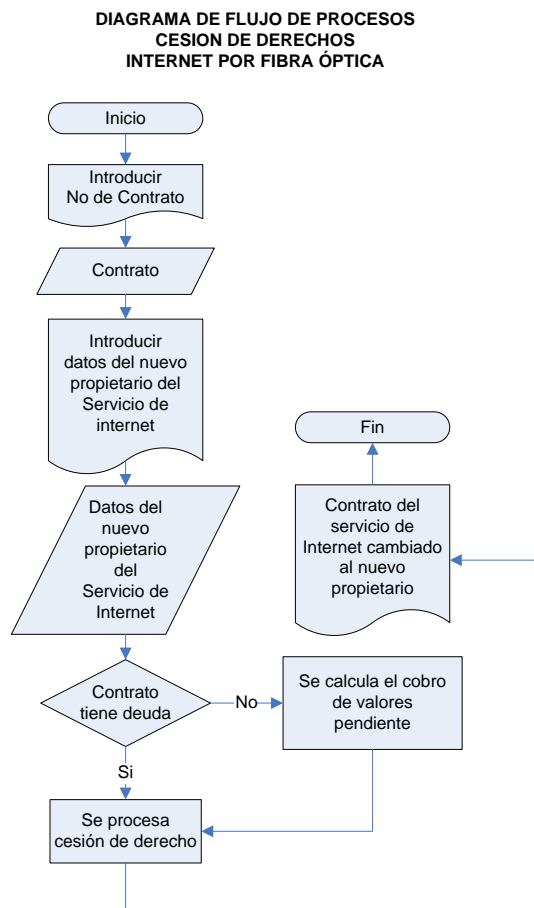 DIAGRAMA DE FLUJO DE PROCESOS
CESION DE DERECHOS
INTERNET POR FIBRA ÓPTICA
Inicio
Introducir
No de Contrato
Contrato
Introducir
datos del nuevo
propietario del
Servicio de
internet
Datos del
nuevo
propietario
del
Servicio de
Internet
Contrato
tiene deuda
No
Se calcula el cobro
de valores
pendiente
Si
Se procesa
cesión de derecho
Contrato del
servicio de
Internet cambiado
al nuevo
propietario
Fin